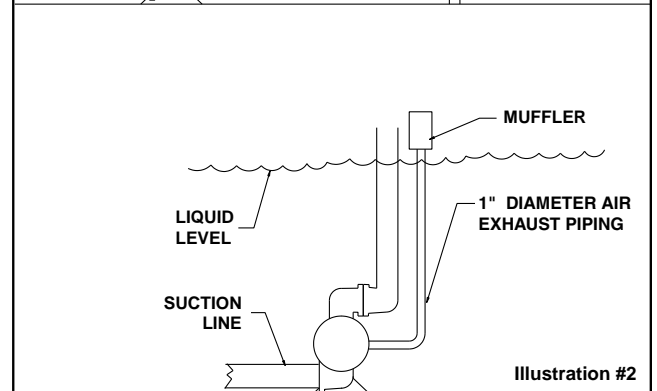 MUFFLER
1" DIAMETER AIR
EXHAUST PIPING
LIQUID
LEVEL
SUCTION
LINE
Illustration #2